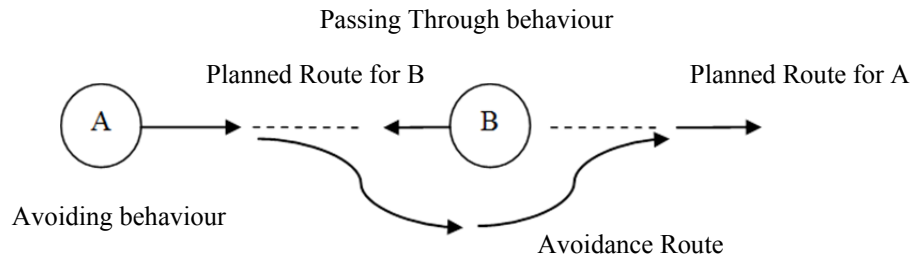 Passing Through behaviour
Planned Route for B
Planned Route for A
A
B
Avoiding behaviour
Avoidance Route